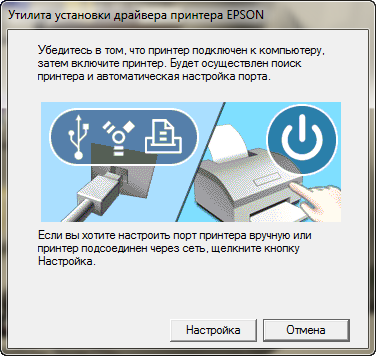 Утилита установки драйвера принтера EPSON
Убедитесь в том, что принтер подключен к компьютеру,
затем включите принтер. Будет осуществлен поиск
принтера и автоматическая настройка порта.
Если вы хотите настроить порт принтера вручную или
принтер подсоединен через сеть, щелкните кнопку
Настройка.
Настройка
Отмена